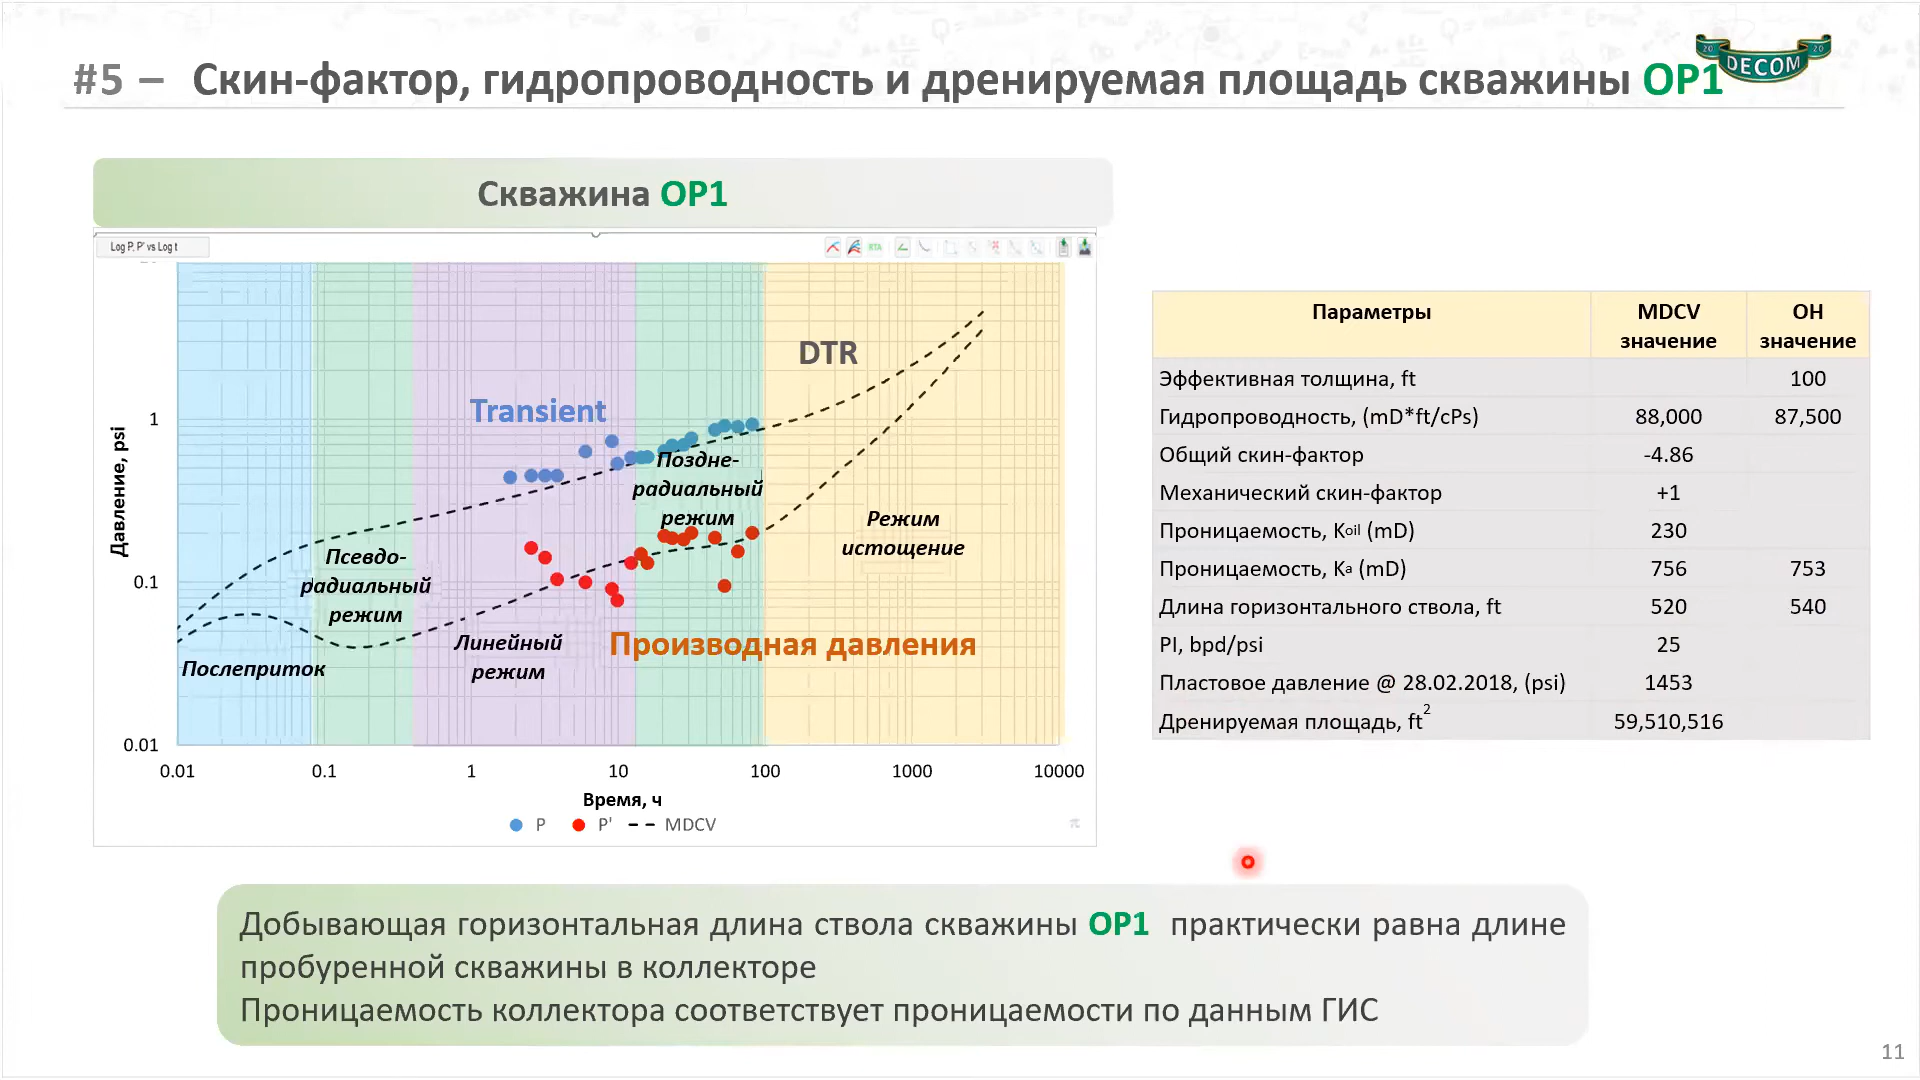 #5 – Скин-фактор, гидропроводность и дренируемая площадь скважины OP1
20 DECOM 20
Скважина OP1
Log P, P' vs Log t
RTA
Давление, psi
1
0.1
0.01
Transient
DTR
Поздне-
радиальный
режим
Режим
истощение
Псевдо-
радиальный
режим
Линейный
режим
Производная давления
Послеприток
0.01 0.1 1 10 100 1000 10000
Время, ч
P P' MDCV
π
Параметры MDCV значение OH значение
Эффективная толщина, ft 100
Гидропроводность, (mD*ft/cPs) 88,000 87,500
Общий скин-фактор -4.86
Механический скин-фактор +1
Проницаемость, Koil (mD) 230
Проницаемость, Ka (mD) 756 753
Длина горизонтального ствола, ft 520 540
PI, bpd/psi 25
Пластовое давление @ 28.02.2018, (psi) 1453
Дренируемая площадь, ft2 59,510,516
Добывающая горизонтальная длина ствола скважины OP1 практически равна длине
пробуренной скважины в коллекторе
Проницаемость коллектора соответствует проницаемости по данным ГИС
11